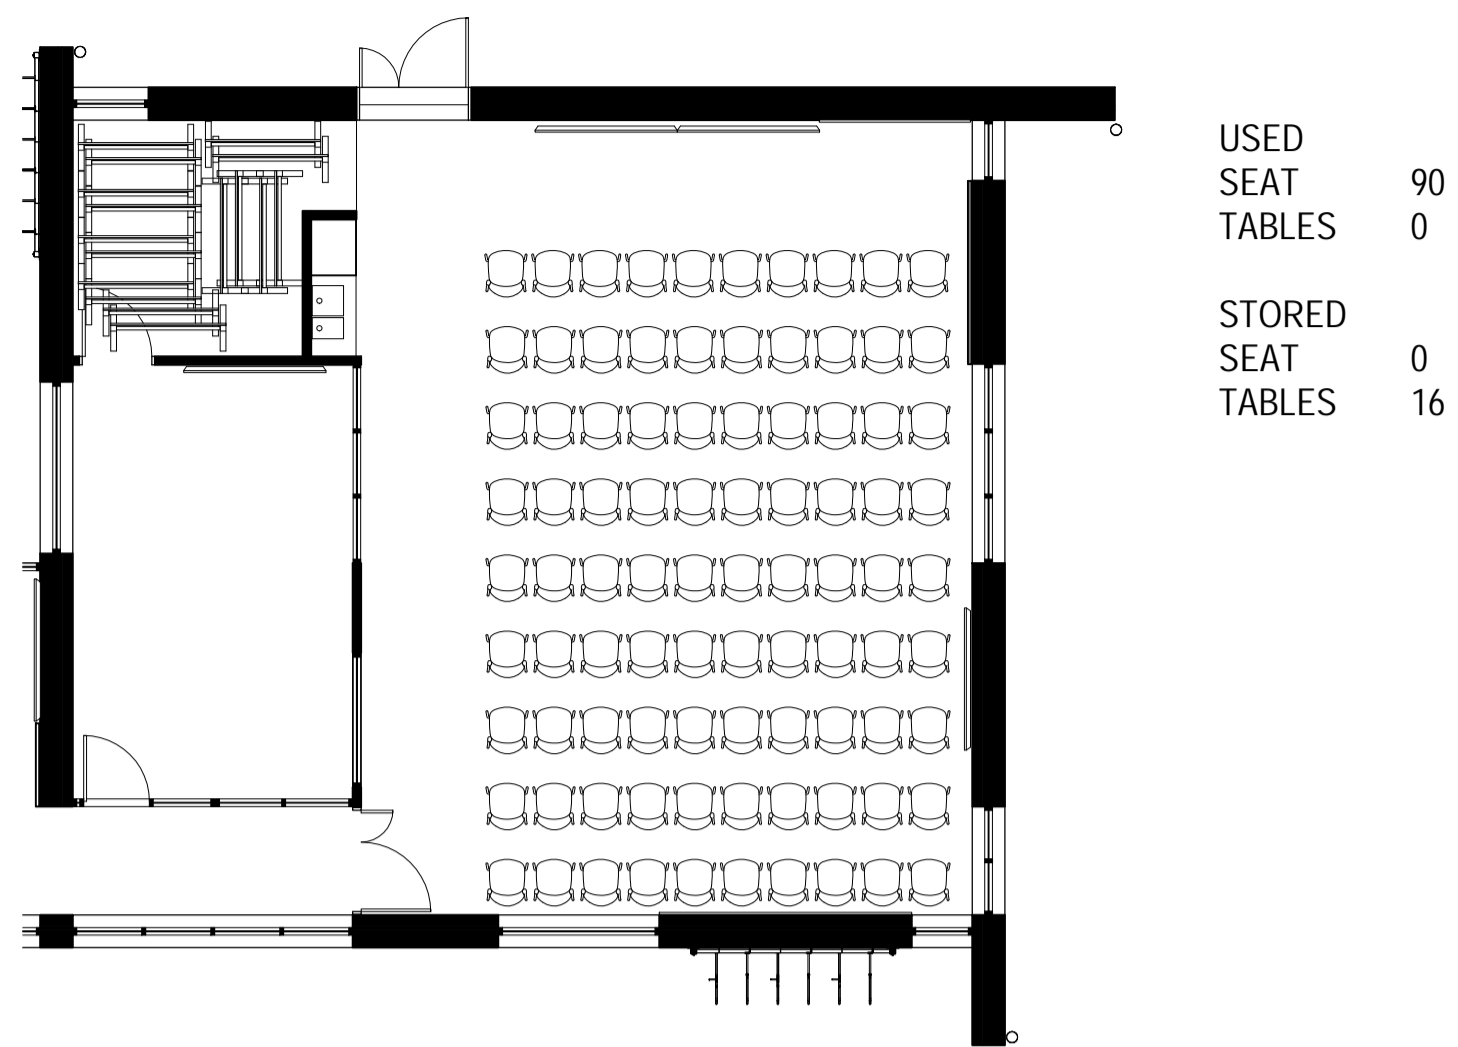 USED
SEAT 90
TABLES 0
STORED
SEAT 0
TABLES 16